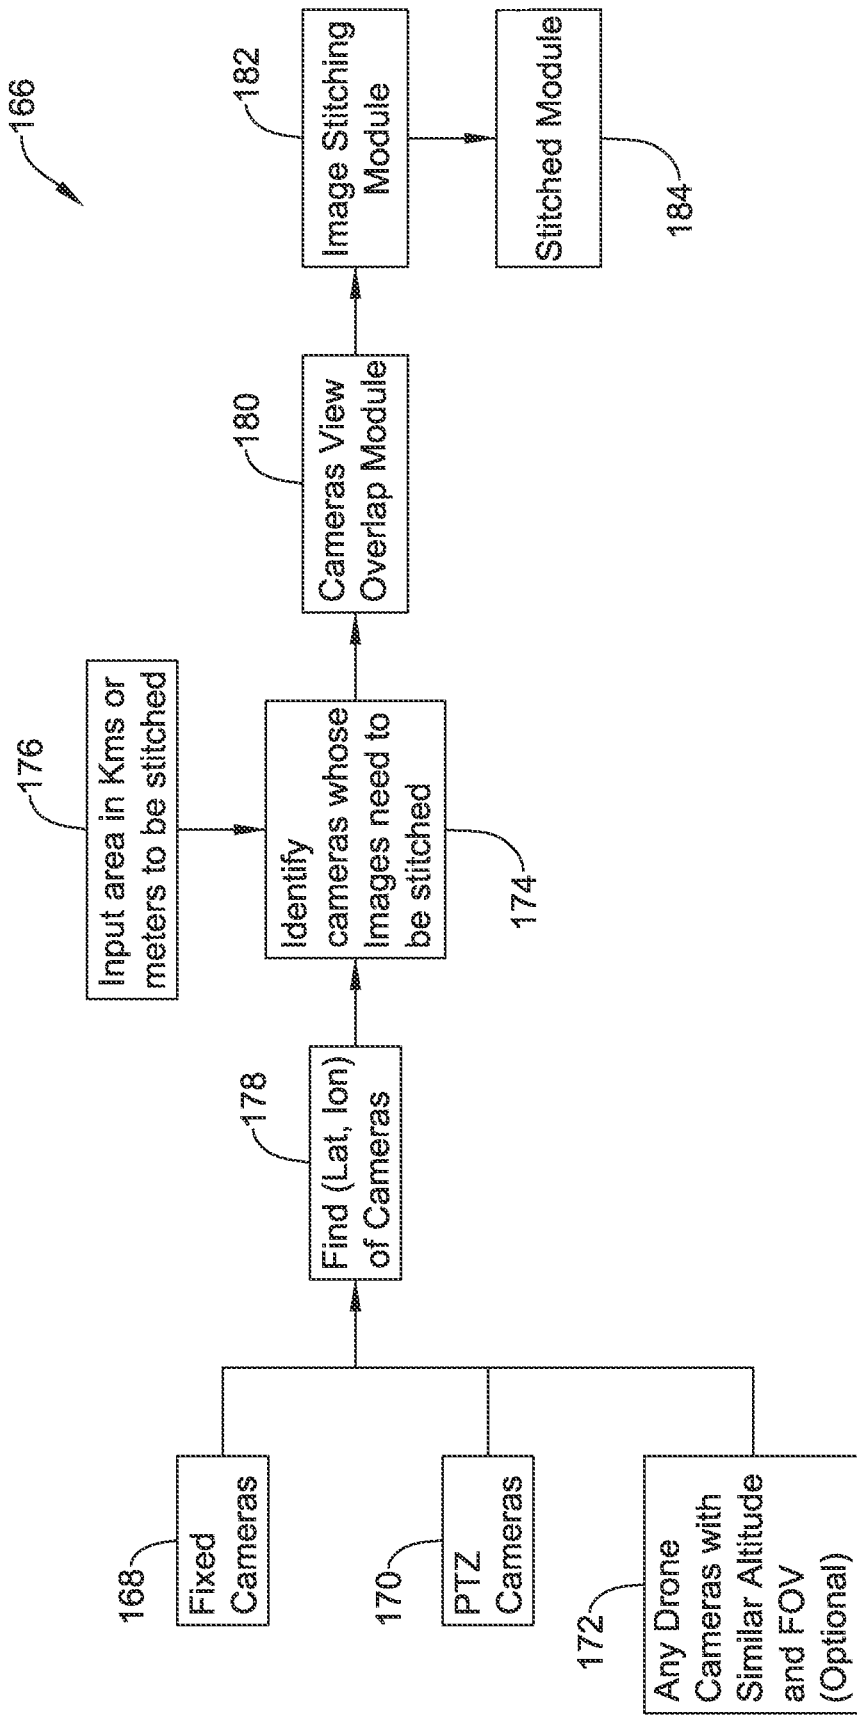 166
168
Fixed
Cameras
170
PTZ
Cameras
172
Any Drone
Cameras with
Similar Altitude
and FOV
(Optional)
178
Find (Lat, lon)
of Cameras
176
Input area in Kms or
meters to be stitched
Identify
cameras whose
Images need to
be stitched
174
180
Cameras View
Overlap Module
182
Image Stitching
Module
Stitched Module
184